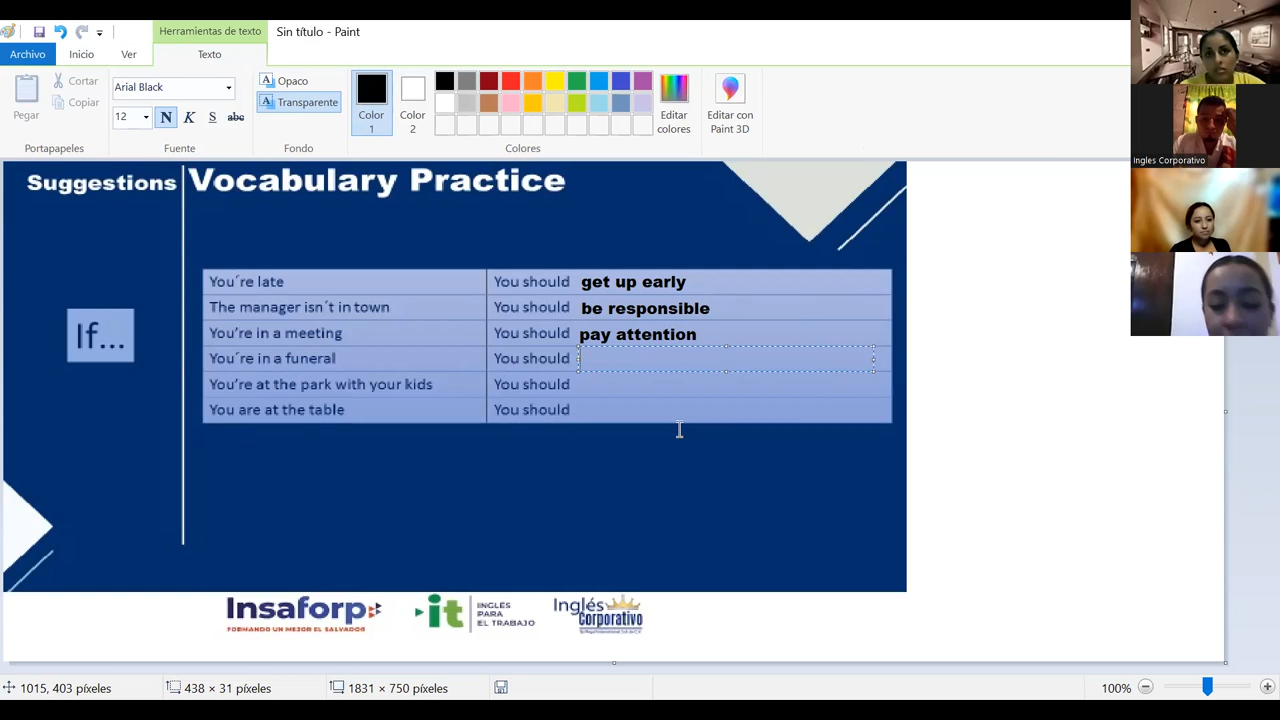 Herramientas de texto
Sin título - Paint
Archivo
Inicio
Ver
Texto
Pegar
Cortar
Copiar
Portapapeles
Arial Black
12
N K S abc
Fuente
Opaco
Transparente
Fondo
Color 1
Color 2
Editar colores
Editar con Paint 3D
Colores
Ingles Corporativo
Suggestions
Vocabulary Practice
If...
You´re late You should get up early
The manager isn´t in town You should be responsible
You're in a meeting You should pay attention
You´re in a funeral You should
You're at the park with your kids You should
You are at the table You should
Insaforp
FORMANDO UN MEJOR EL SALVADOR
it
INGLÉS
PARA
EL TRABAJO
Inglés
Corporativo
1015, 403 píxeles
438 × 31 píxeles
1831 × 750 píxeles
100%